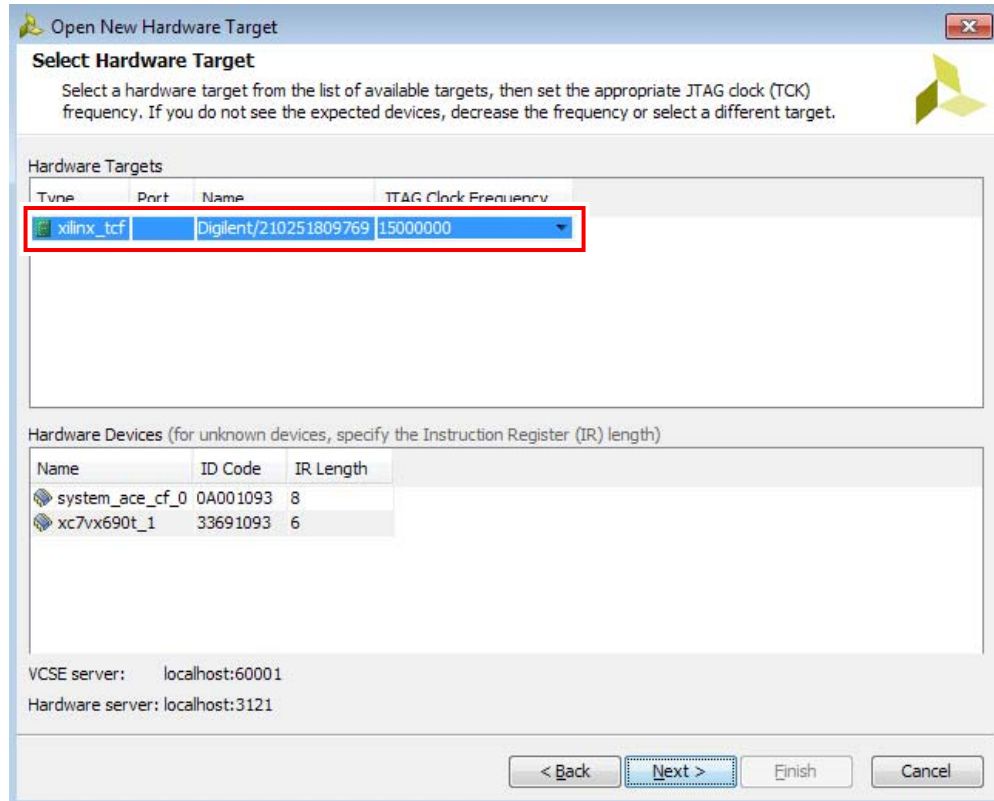 Open New Hardware Target
Select Hardware Target
Select a hardware target from the list of available targets, then set the appropriate JTAG clock (TCK)
frequency. If you do not see the expected devices, decrease the frequency or select a different target.
Hardware Targets
Type Port Name JTAG Clock Frequency
xilinx_tcf Digilent/210251809769 15000000
Hardware Devices (for unknown devices, specify the Instruction Register (IR) length)
Name ID Code IR Length
system_ace_cf_0 0A001093 8
xc7vx690t_1 33691093 6
VCSE server: localhost:60001
Hardware server: localhost:3121
< Back Next > Finish Cancel